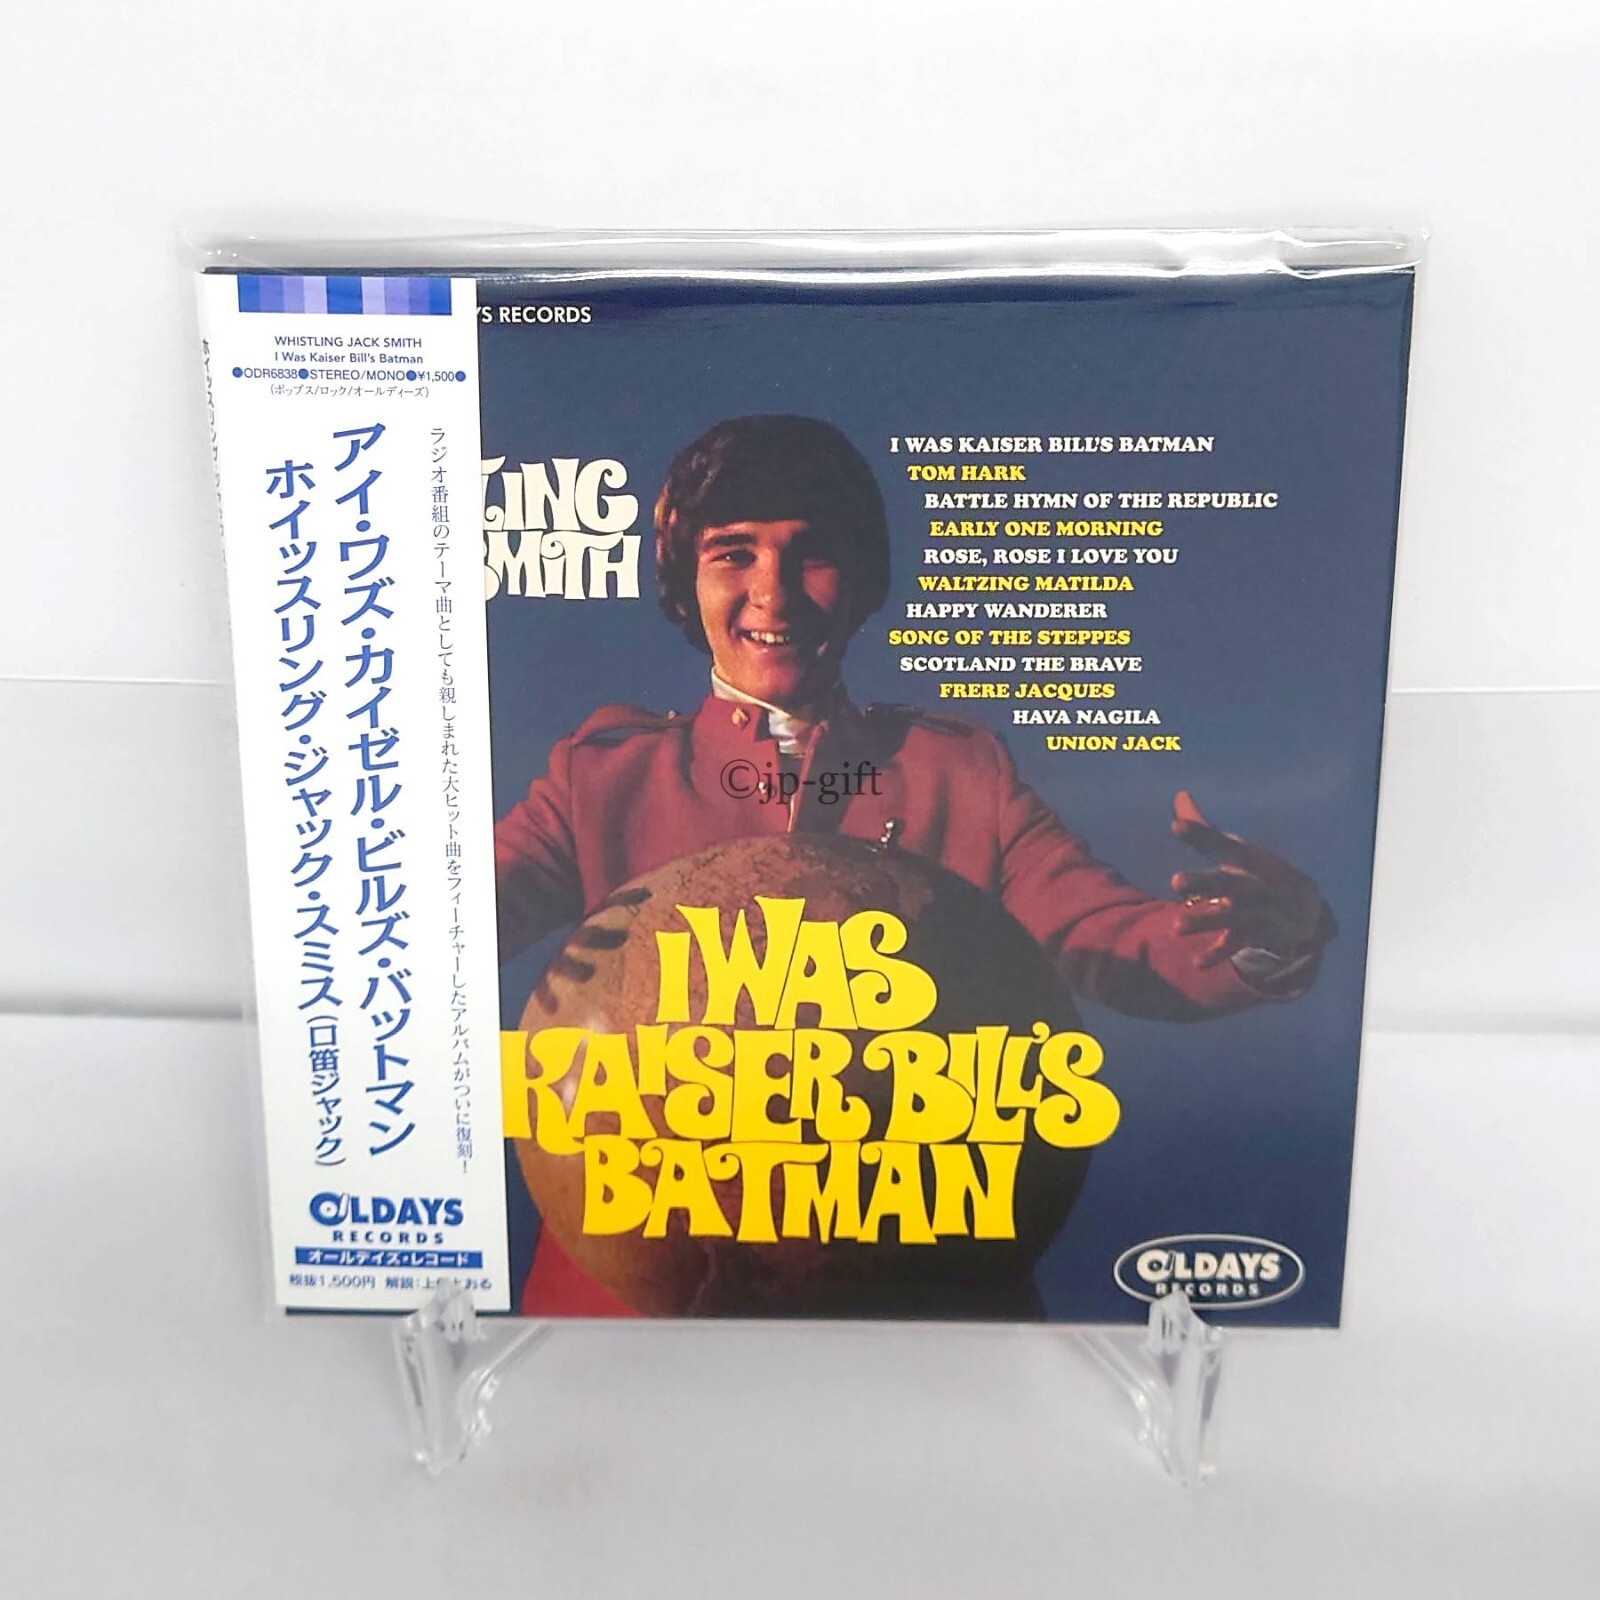 WHISTLING JACK SMITH
I Was Kaiser Bill's Batman
●ODR6838●STEREO/MONO●¥1,500●
(ポップス/ロック/オールディーズ)
ラジオ番組のテーマ曲としても親しまれた大ヒット曲をフィーチャーしたアルバムがついに復刻!
アイ・ワズ・カイゼル・ビルズ・バットマン
ホイッスリング・ジャック・スミス(口笛ジャック)
OLDAYS
RECORDS
オールデイズ・レコード
税抜1,500円 解説:上
YS RECORDS
LING
SMITH
I WAS KAISER BILL'S BATMAN
TOM HARK
BATTLE HYMN OF THE REPUBLIC
EARLY ONE MORNING
ROSE, ROSE I LOVE YOU
WALTZING MATILDA
HAPPY WANDERER
SONG OF THE STEPPES
SCOTLAND THE BRAVE
FRERE JACQUES
HAVA NAGILA
UNION JACK
©jp-gift
I WAS
KAISER BILL'S
BATMAN
OLDAYS
RECORDS